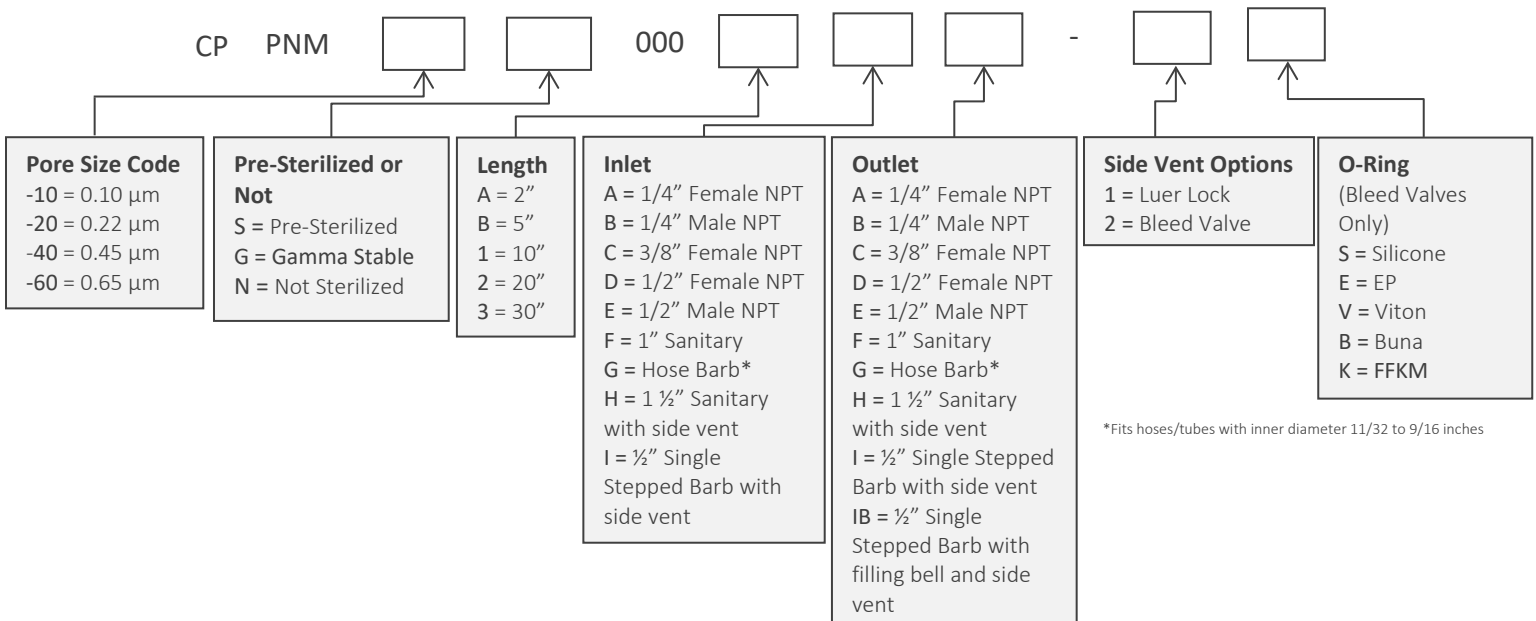 CP PNM 000 -
Pore Size Code
-10 = 0.10 µm
-20 = 0.22 µm
-40 = 0.45 µm
-60 = 0.65 µm
Pre-Sterilized or
Not
S = Pre-Sterilized
G = Gamma Stable
N = Not Sterilized
Length
A = 2”
B = 5”
1 = 10”
2 = 20”
3 = 30”
Inlet
A = 1/4” Female NPT
B = 1/4” Male NPT
C = 3/8” Female NPT
D = 1/2” Female NPT
E = 1/2” Male NPT
F = 1” Sanitary
G = Hose Barb*
H = 1 ½” Sanitary
with side vent
I = ½” Single
Stepped Barb with
side vent
Outlet
A = 1/4” Female NPT
B = 1/4” Male NPT
C = 3/8” Female NPT
D = 1/2” Female NPT
E = 1/2” Male NPT
F = 1” Sanitary
G = Hose Barb*
H = 1 ½” Sanitary
with side vent
I = ½” Single Stepped
Barb with side vent
IB = ½” Single
Stepped Barb with
filling bell and side
vent
Side Vent Options
1 = Luer Lock
2 = Bleed Valve
O-Ring
(Bleed Valves
Only)
S = Silicone
E = EP
V = Viton
B = Buna
K = FFKM
*Fits hoses/tubes with inner diameter 11/32 to 9/16 inches